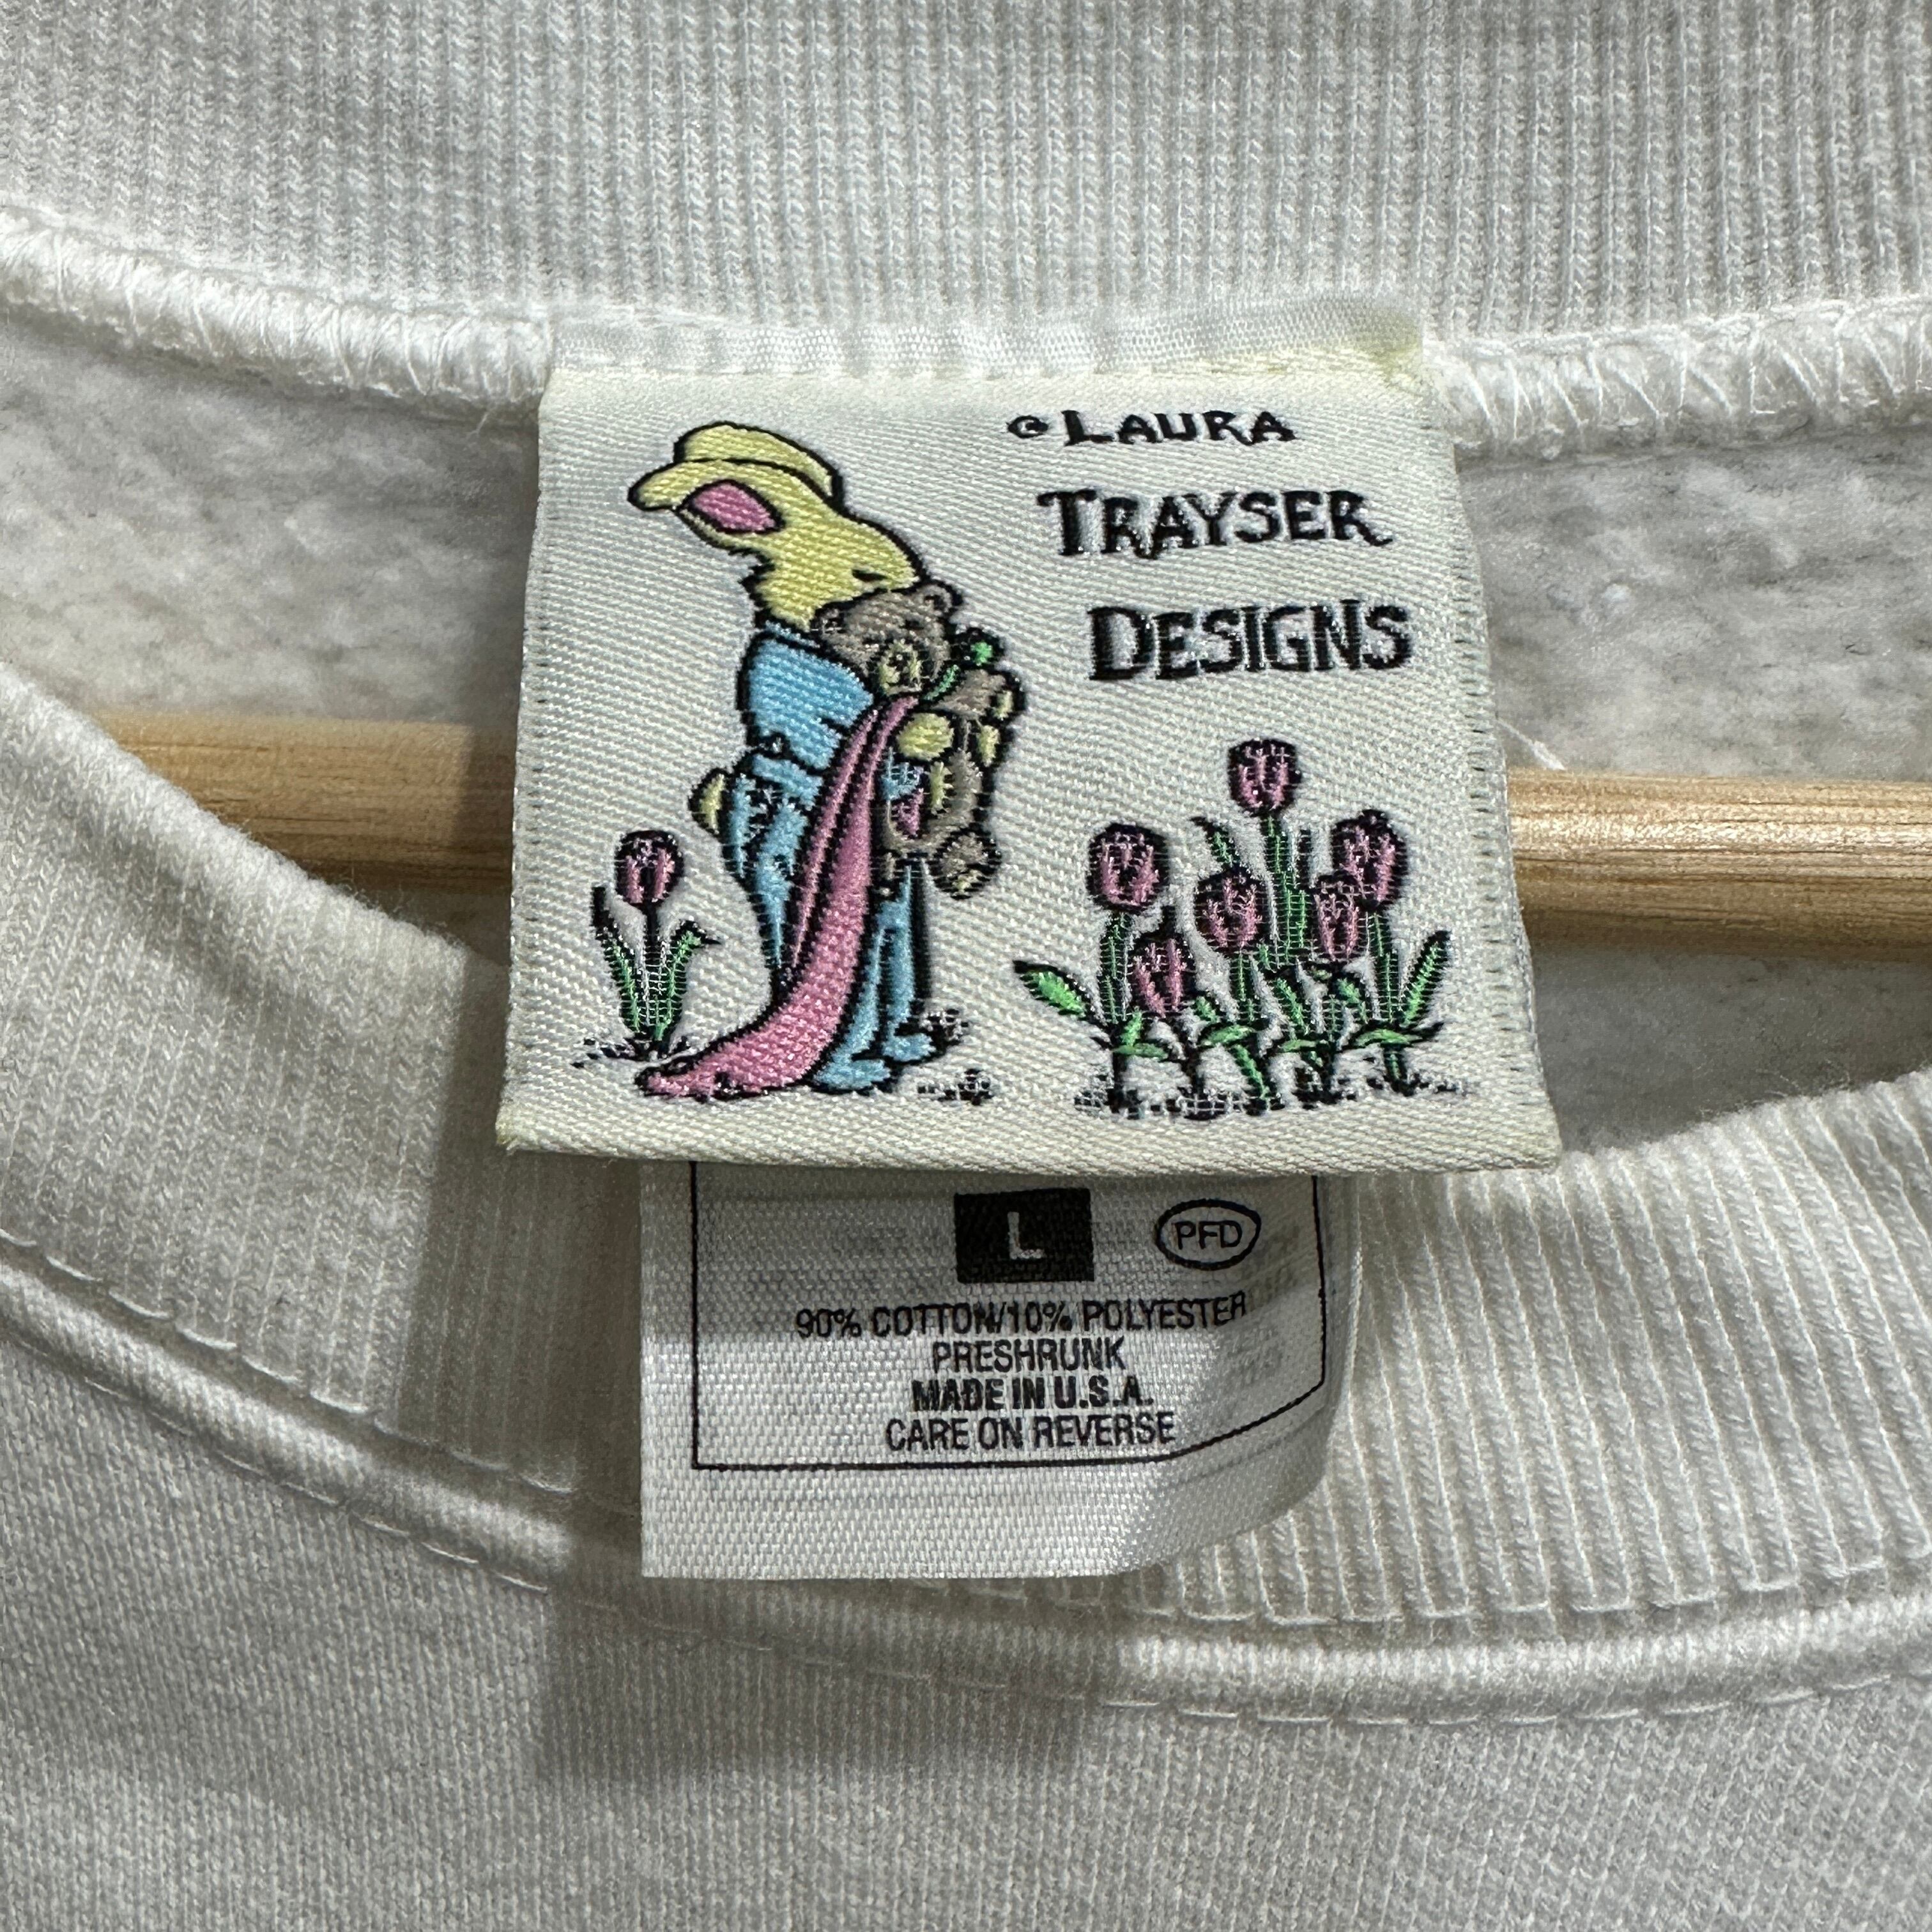 © LAURA
TRAYSER
DESIGNS
L PFD
90% COTTON/10% POLYESTER
PRESHRUNK
MADE IN U.S.A.
CARE ON REVERSE